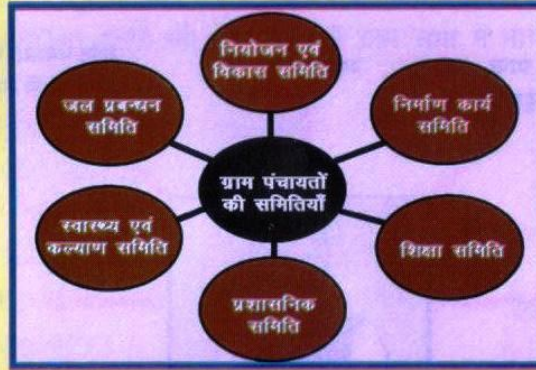 नियोजन एवं
विकास समिति
जल प्रबन्धन
समिति
निर्माण कार्य
समिति
ग्राम पंचायतों
की समितियाँ
स्वास्थ्य एवं
कल्याण समिति
शिक्षा समिति
प्रशासनिक
समिति